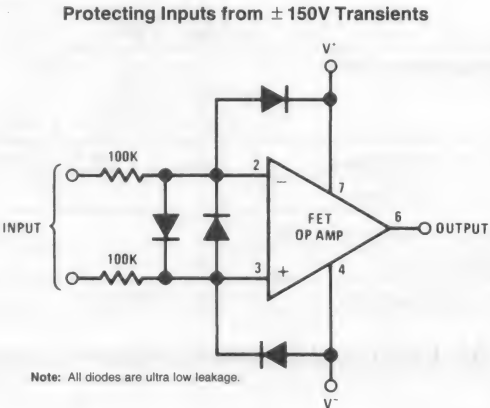 Protecting Inputs from ± 150V Transients
V+
100K
2
−
7
INPUT
FET
OP AMP
6
OUTPUT
100K
3
+
4
Note: All diodes are ultra low leakage.
V−